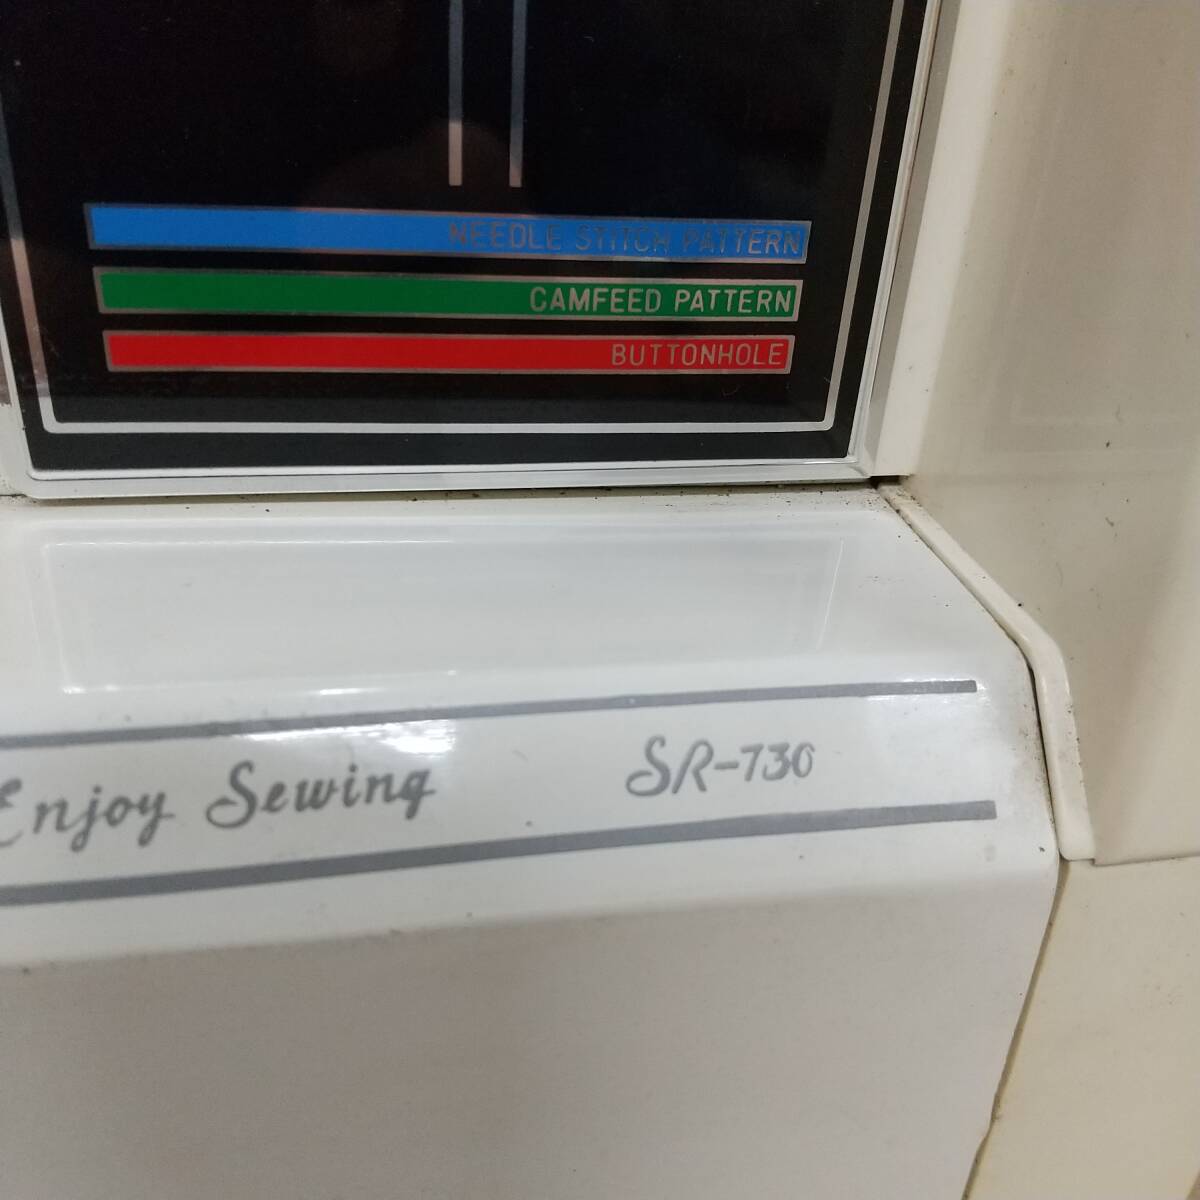 NEEDLE STITCH PATTERN
CAMFEED PATTERN
BUTTONHOLE
Enjoy Sewing SR-730